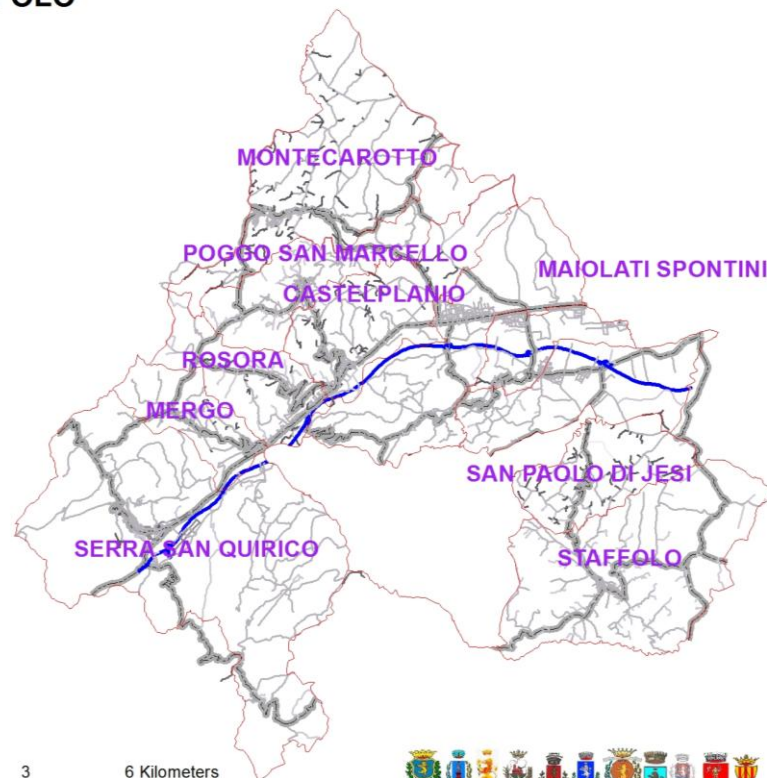 MONTECAROTTO
POGGO SAN MARCELLO
MAIOLATI SPONTINI
CASTELPLANIO
ROSORA
MERGO
SAN PAOLO DI JESI
SERRA SAN QUIRICO
STAFFOLO
3 6 Kilometers